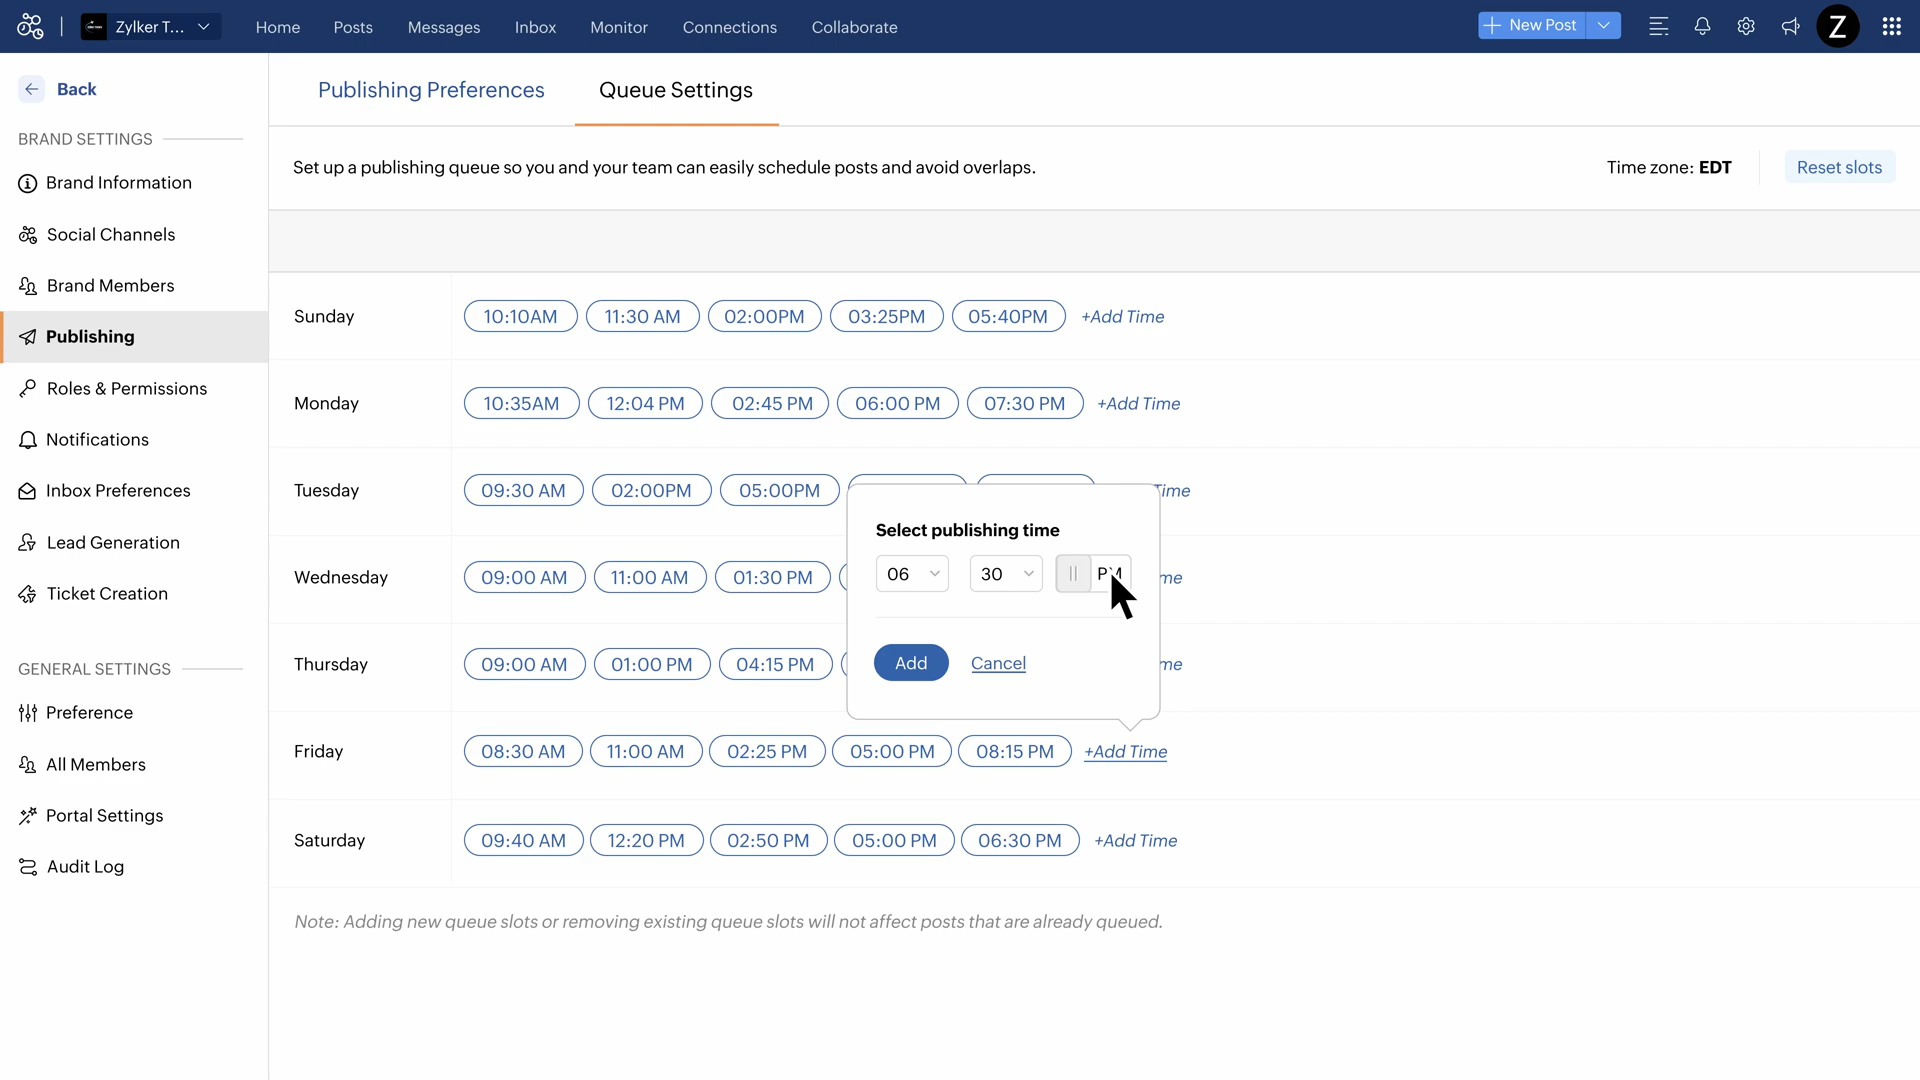 Zylker T...
Home
Posts
Messages
Inbox
Monitor
Connections
Collaborate
New Post
Z
Back
BRAND SETTINGS
Brand Information
Social Channels
Brand Members
Publishing
Roles & Permissions
Notifications
Inbox Preferences
Lead Generation
Ticket Creation
GENERAL SETTINGS
Preference
All Members
Portal Settings
Audit Log
Publishing Preferences
Queue Settings
Set up a publishing queue so you and your team can easily schedule posts and avoid overlaps.
Time zone: EDT
Reset slots
Sunday 10:10AM 11:30 AM 02:00PM 03:25PM 05:40PM +Add Time
Monday 10:35AM 12:04 PM 02:45 PM 06:00 PM 07:30 PM +Add Time
Tuesday 09:30 AM 02:00PM 05:00PM Time
Wednesday 09:00 AM 11:00 AM 01:30 PM me
Thursday 09:00 AM 01:00 PM 04:15 PM me
Select publishing time
06 30 PM
Add Cancel
Friday 08:30 AM 11:00 AM 02:25 PM 05:00 PM 08:15 PM +Add Time
Saturday 09:40 AM 12:20 PM 02:50 PM 05:00 PM 06:30 PM +Add Time
Note: Adding new queue slots or removing existing queue slots will not affect posts that are already queued.